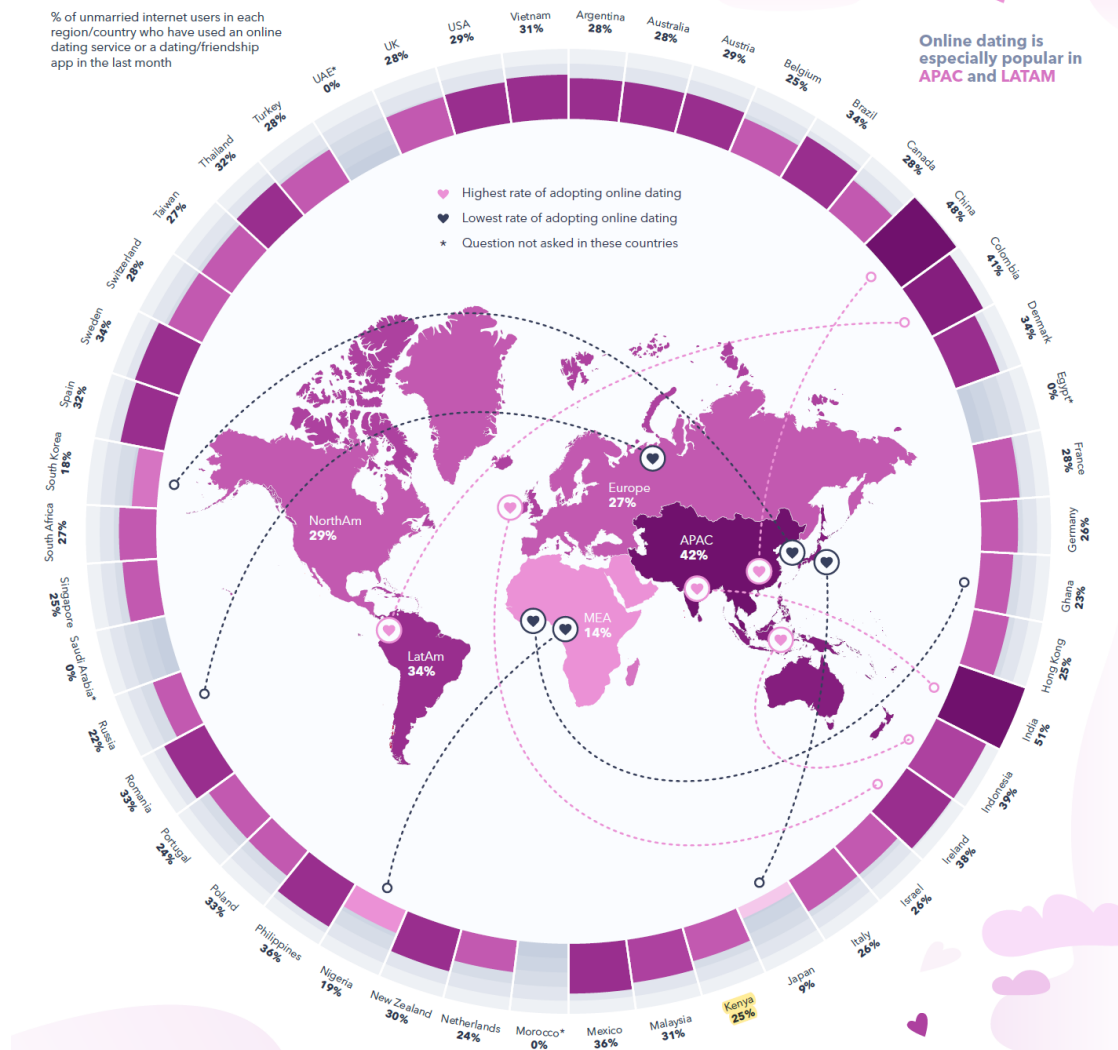 % of unmarried internet users in each
region/country who have used an online
dating service or a dating/friendship
app in the last month
Online dating is
especially popular in
APAC and LATAM
Argentina
28%
Australia
28%
Austria
29%
Belgium
25%
Brazil
34%
Canada
28%
China
48%
Colombia
41%
Denmark
34%
Egypt*
0%
France
28%
Germany
26%
Ghana
23%
Hong Kong
25%
India
51%
Indonesia
39%
Ireland
38%
Israel
26%
Italy
26%
Japan
9%
Kenya
25%
Malaysia
31%
Mexico
36%
Morocco*
0%
Netherlands
24%
New Zealand
30%
Nigeria
19%
Philippines
36%
Poland
33%
Portugal
24%
Romania
33%
Russia
22%
Saudi Arabia*
0%
Singapore
25%
South Africa
27%
South Korea
18%
Spain
32%
Sweden
34%
Switzerland
28%
Taiwan
27%
Thailand
32%
Turkey
28%
UAE*
0%
UK
28%
USA
29%
Vietnam
31%
Highest rate of adopting online dating
Lowest rate of adopting online dating
* Question not asked in these countries
NorthAm
29%
Europe
27%
APAC
42%
MEA
14%
LatAm
34%